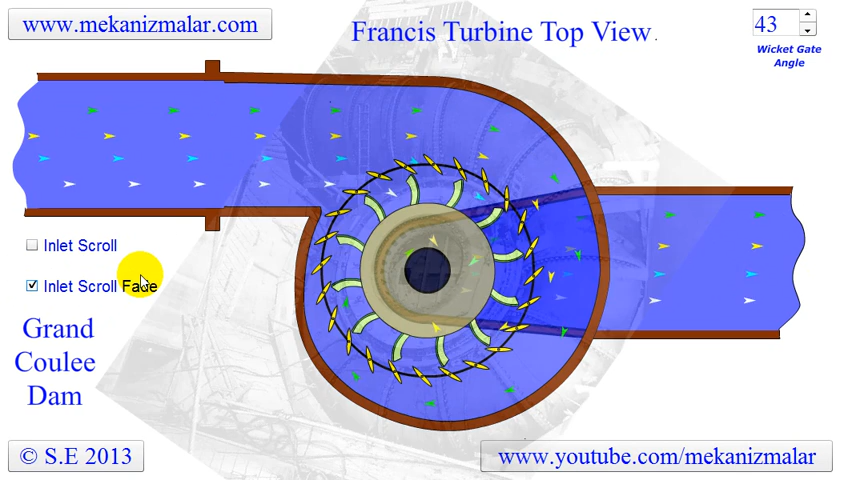 www.mekanizmalar.com
Francis Turbine Top View.
43
Wicket Gate
Angle
Inlet Scroll
Inlet Scroll Fade
Grand
Coulee
Dam
© S.E 2013
www.youtube.com/mekanizmalar